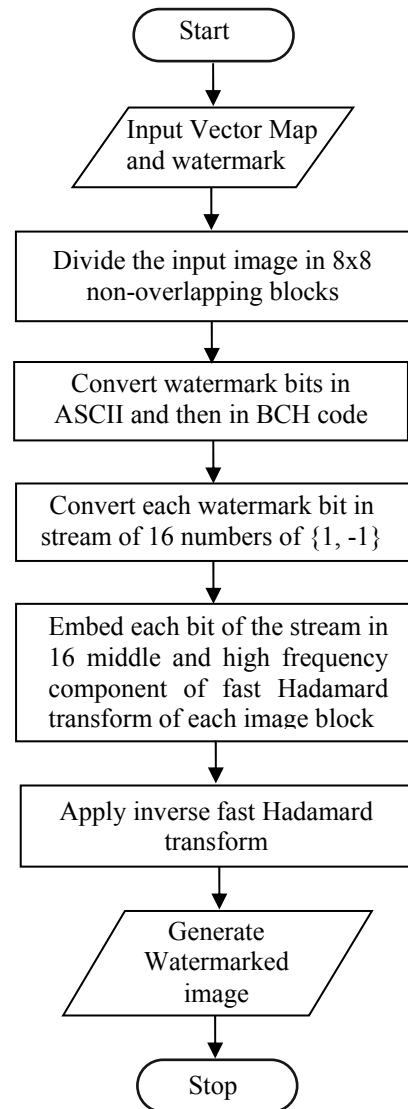 Start
Input Vector Map
and watermark
Divide the input image in 8x8
non-overlapping blocks
Convert watermark bits in
ASCII and then in BCH code
Convert each watermark bit in
stream of 16 numbers of {1, -1}
Embed each bit of the stream in
16 middle and high frequency
component of fast Hadamard
transform of each image block
Apply inverse fast Hadamard
transform
Generate
Watermarked
image
Stop